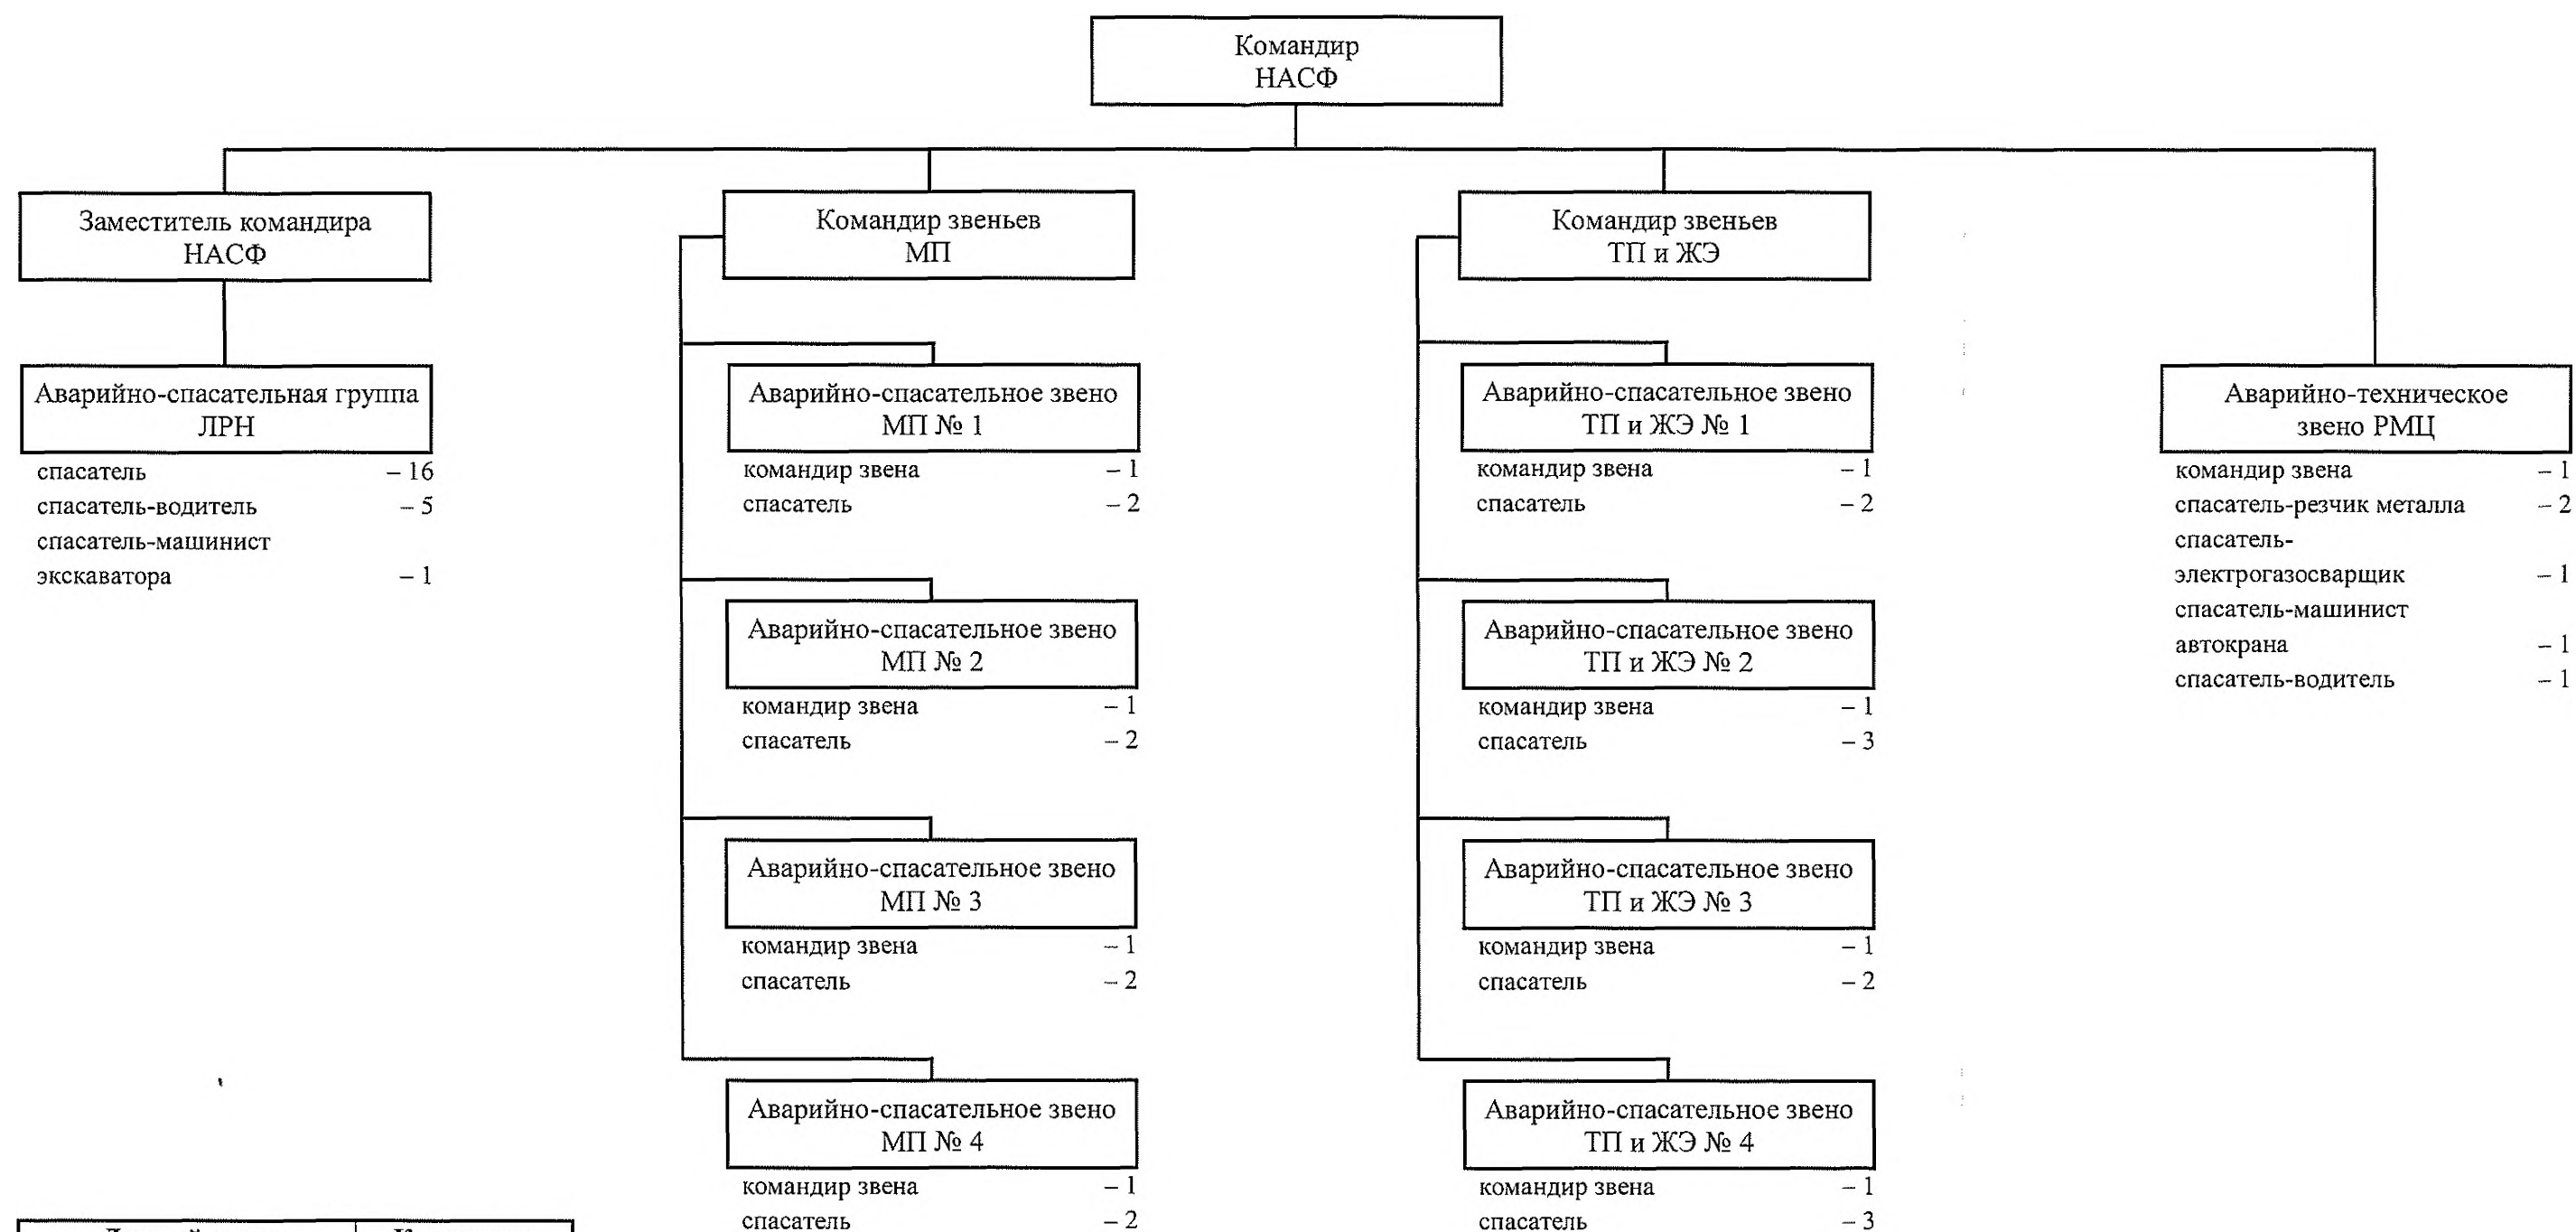 Командир
НАСФ
Заместитель командира
НАСФ
Командир звеньев
МП
Командир звеньев
ТП и ЖЭ
Аварийно-спасательная группа
ЛРН
спасатель – 16
спасатель-водитель – 5
спасатель-машинист
экскаватора – 1
Аварийно-спасательное звено
МП № 1
командир звена – 1
спасатель – 2
Аварийно-спасательное звено
МП № 2
командир звена – 1
спасатель – 2
Аварийно-спасательное звено
МП № 3
командир звена – 1
спасатель – 2
Аварийно-спасательное звено
МП № 4
командир звена – 1
спасатель – 2
Аварийно-спасательное звено
ТП и ЖЭ № 1
командир звена – 1
спасатель – 2
Аварийно-спасательное звено
ТП и ЖЭ № 2
командир звена – 1
спасатель – 3
Аварийно-спасательное звено
ТП и ЖЭ № 3
командир звена – 1
спасатель – 2
Аварийно-спасательное звено
ТП и ЖЭ № 4
командир звена – 1
спасатель – 3
Аварийно-техническое
звено РМЦ
командир звена – 1
спасатель-резчик металла – 2
спасатель-
электрогазосварщик – 1
спасатель-машинист
автокрана – 1
спасатель-водитель – 1